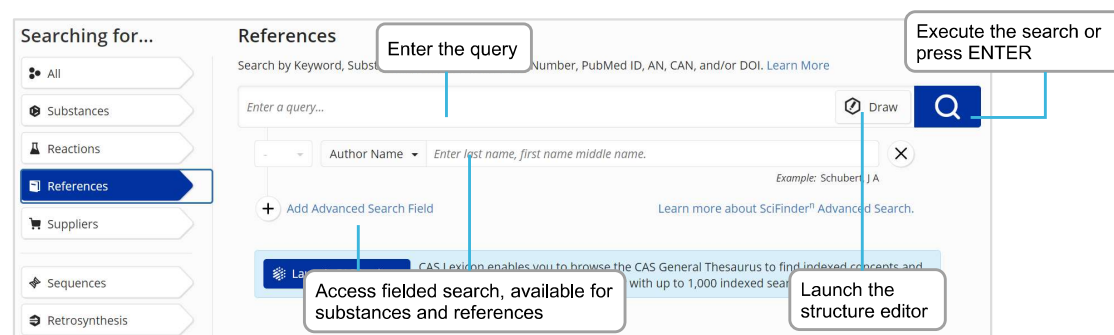 Searching for...
All
Substances
Reactions
References
Suppliers
Sequences
Retrosynthesis
References
Enter the query
Execute the search or
press ENTER
Search by Keyword, Subst Number, PubMed ID, AN, CAN, and/or DOI. Learn More
Enter a query...
Draw
Author Name
Enter last name, first name middle name.
Example: Schubert, J A
Add Advanced Search Field
Learn more about SciFinderⁿ Advanced Search.
CAS Lexicon enables you to browse the CAS General Thesaurus to find indexed concepts and
with up to 1,000 indexed sear
Access fielded search, available for
substances and references
Launch the
structure editor